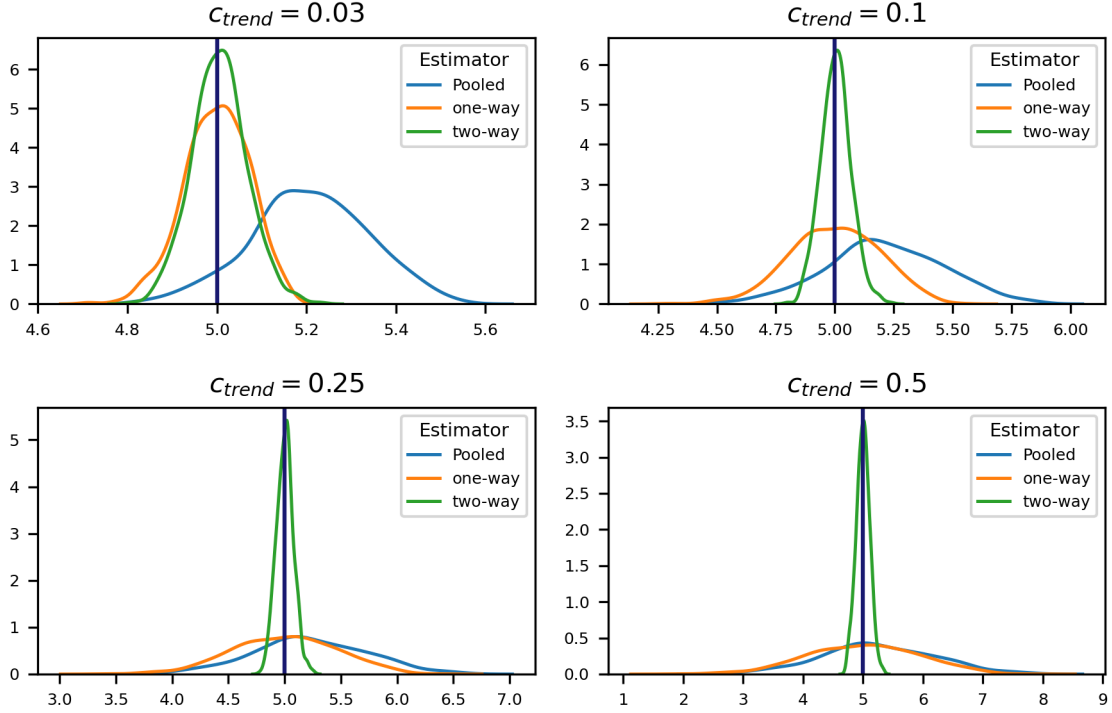 c_trend = 0.03
c_trend = 0.1
6
5
4
3
2
1
0
Estimator
Pooled
one-way
two-way
4.6 4.8 5.0 5.2 5.4 5.6
6
5
4
3
2
1
0
Estimator
Pooled
one-way
two-way
4.25 4.50 4.75 5.00 5.25 5.50 5.75 6.00
c_trend = 0.25
c_trend = 0.5
5
4
3
2
1
0
Estimator
Pooled
one-way
two-way
3.0 3.5 4.0 4.5 5.0 5.5 6.0 6.5 7.0
3.5
3.0
2.5
2.0
1.5
1.0
0.5
0.0
Estimator
Pooled
one-way
two-way
1 2 3 4 5 6 7 8 9